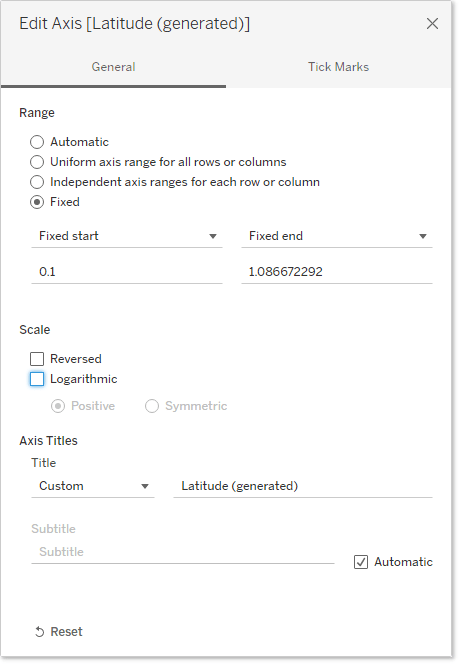 Edit Axis [Latitude (generated)]
General Tick Marks
Range
Automatic
Uniform axis range for all rows or columns
Independent axis ranges for each row or column
Fixed
Fixed start Fixed end
0.1 1.086672292
Scale
Reversed
Logarithmic
Positive Symmetric
Axis Titles
Title
Custom Latitude (generated)
Subtitle
Subtitle
Automatic
Reset